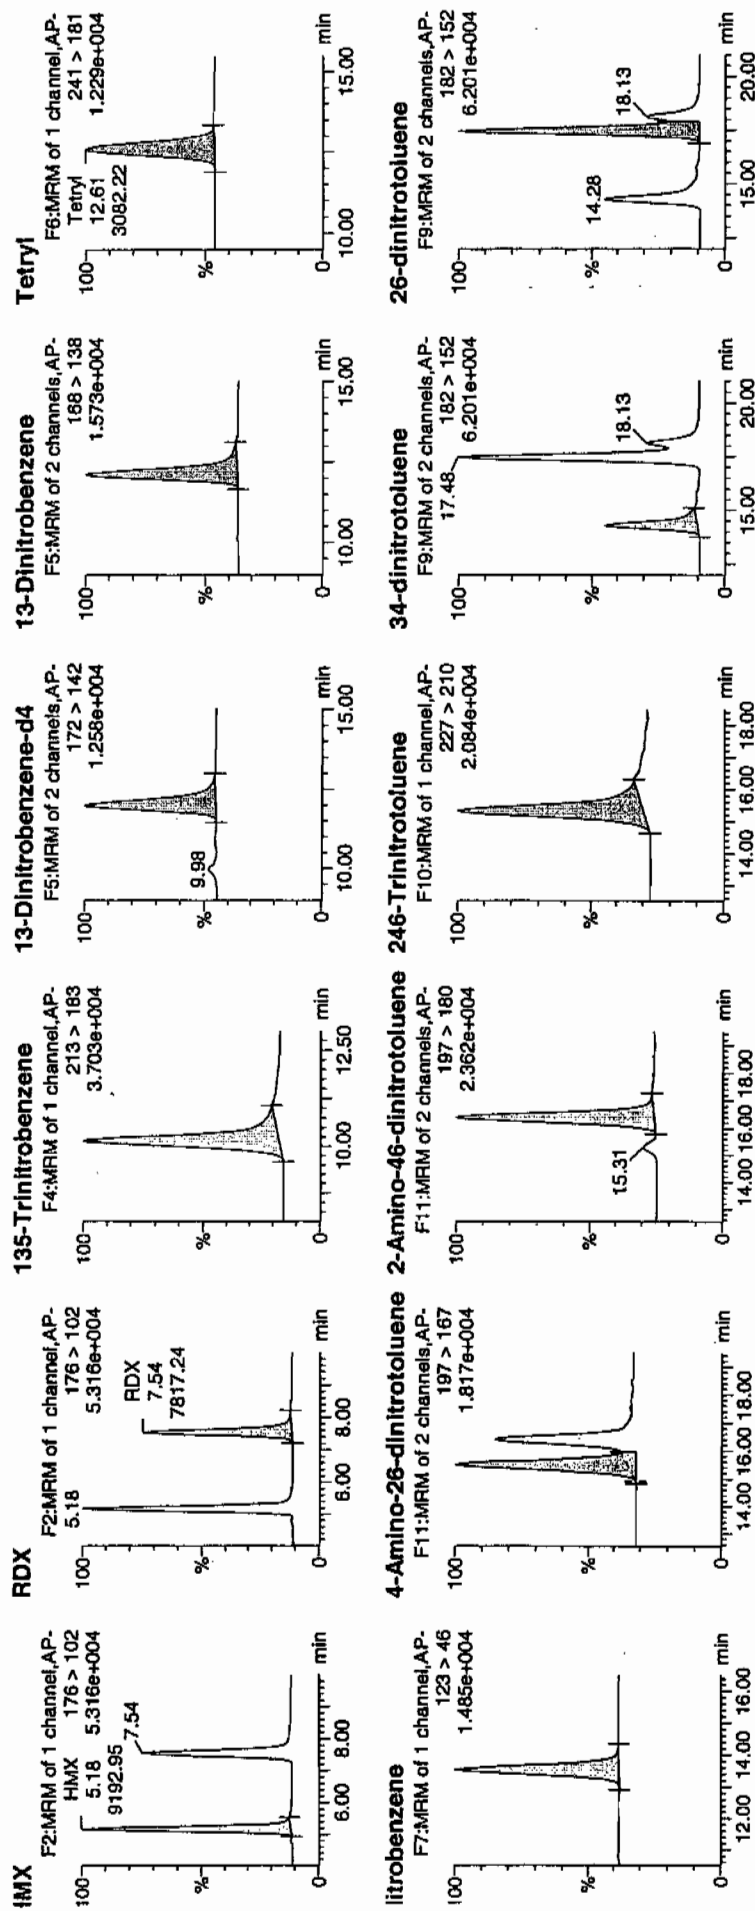 IMX
F2:MRM of 1 channel,AP-
HMX 176 > 102
5.18 5.316e+004
9192.95
7.54
100
%
0
6.00 8.00 min
RDX
F2:MRM of 1 channel,AP-
5.18 176 > 102
5.316e+004
RDX
7.54
7817.24
100
%
0
6.00 8.00 min
135-Trinitrobenzene
F4:MRM of 1 channel,AP-
213 > 183
3.703e+004
100
%
0
10.00 12.50 min
13-Dinitrobenzene-d4
F5:MRM of 2 channels,AP-
172 > 142
1.258e+004
9.98
100
%
0
10.00 15.00 min
13-Dinitrobenzene
F5:MRM of 2 channels,AP-
168 > 138
1.573e+004
100
%
0
10.00 15.00 min
Tetryl
F6:MRM of 1 channel,AP-
Tetryl 241 > 181
12.61 1.229e+004
3082.22
100
%
0
10.00 15.00 min
litrobenzene
F7:MRM of 1 channel,AP-
123 > 46
1.485e+004
100
%
0
12.00 14.00 16.00 min
4-Amino-26-dinitrotoluene
F11:MRM of 2 channels,AP-
197 > 167
1.817e+004
100
%
0
14.00 16.00 18.00 min
2-Amino-46-dinitrotoluene
F11:MRM of 2 channels,AP-
197 > 180
2.362e+004
15.31
100
%
0
14.00 16.00 18.00 min
246-Trinitrotoluene
F10:MRM of 1 channel,AP-
227 > 210
2.084e+004
100
%
0
14.00 16.00 18.00 min
34-dinitrotoluene
F9:MRM of 2 channels,AP-
17.48 182 > 152
6.201e+004
18.13
100
%
0
15.00 20.00 min
26-dinitrotoluene
F9:MRM of 2 channels,AP-
182 > 152
6.201e+004
14.28 18.13
100
%
0
15.00 20.00 min